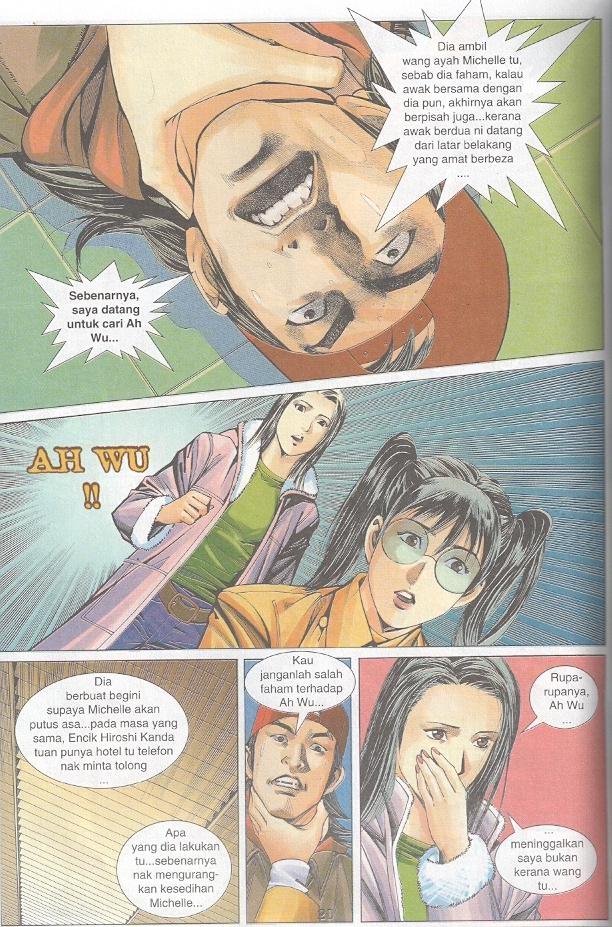 Dia ambil
wang ayah Michelle tu,
sebab dia faham, kalau
awak bersama dengan
dia pun, akhirnya akan
berpisah juga...kerana
awak berdua ni datang
dari latar belakang
yang amat berbeza
....
Sebenarnya,
saya datang
untuk cari Ah
Wu...
AH WU
!!
Dia
berbuat begini
supaya Michelle akan
putus asa...pada masa yang
sama, Encik Hiroshi Kanda
tuan punya hotel tu telefon
nak minta tolong
...
Apa
yang dia lakukan
tu...sebenarnya
nak mengurang-
kan kesedihan
Michelle...
Kau
janganlah salah
faham terhadap
Ah Wu...
Rupa-
rupanya,
Ah Wu
...
...
meninggalkan
saya bukan
kerana wang
tu...